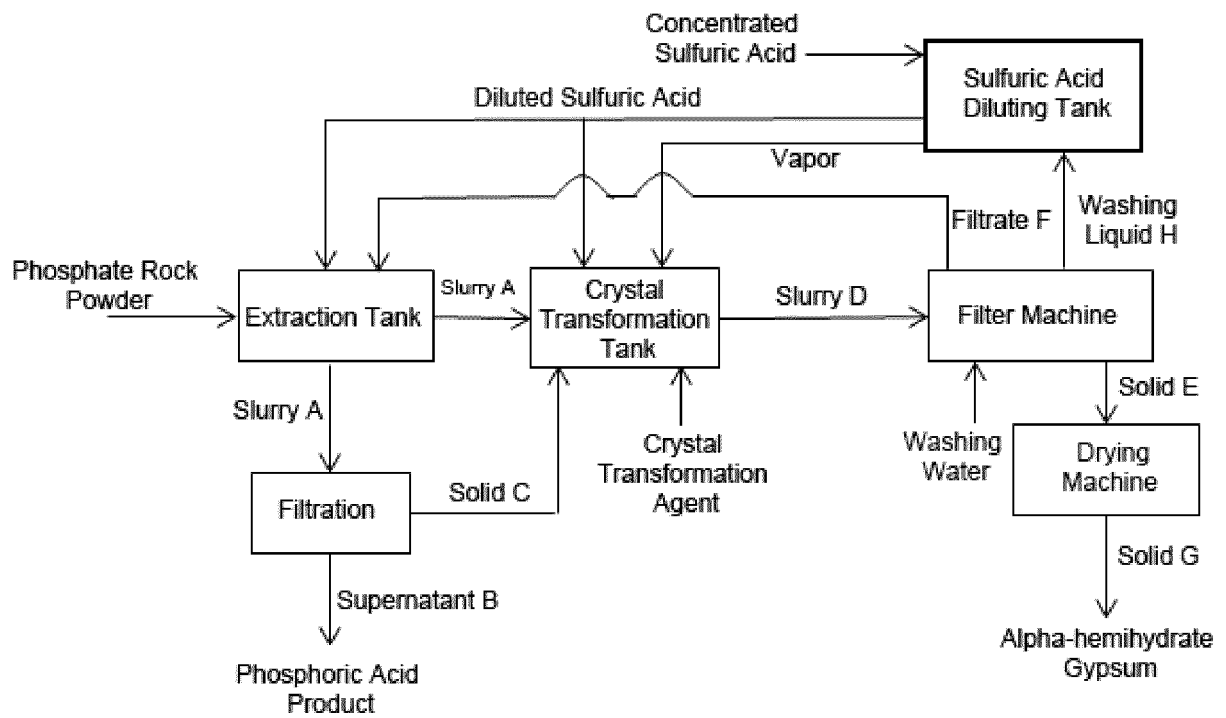 Concentrated
Sulfuric Acid
Sulfuric Acid
Diluting Tank
Diluted Sulfuric Acid
Vapor
Filtrate F
Washing
Liquid H
Phosphate Rock
Powder
Extraction Tank
Slurry A
Crystal
Transformation
Tank
Slurry D
Filter Machine
Slurry A
Solid E
Filtration
Solid C
Crystal
Transformation
Agent
Washing
Water
Drying
Machine
Supernatant B
Solid G
Phosphoric Acid
Product
Alpha-hemihydrate
Gypsum